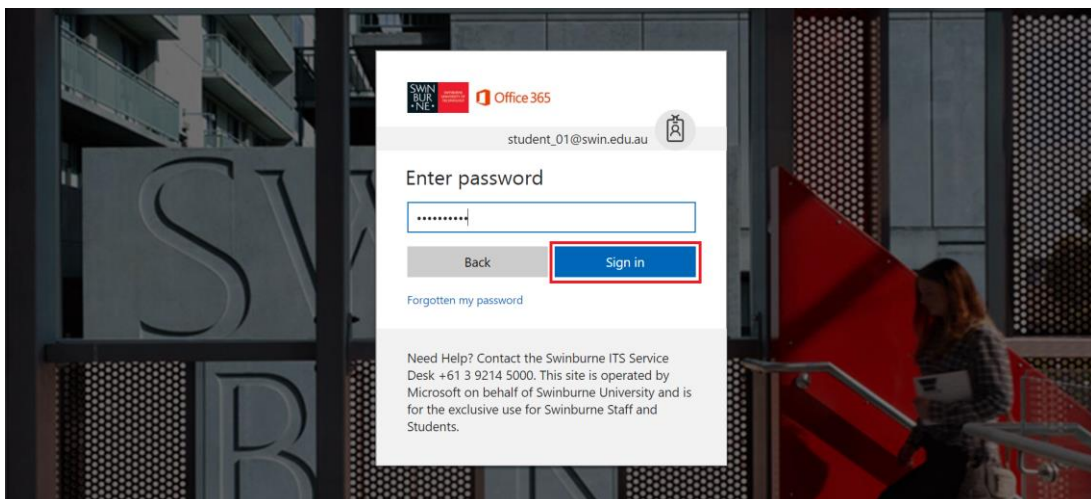 SWIN
BUR
•NE•
Office 365
student_01@swin.edu.au
Enter password
••••••••••
Back
Sign in
Forgotten my password
Need Help? Contact the Swinburne ITS Service
Desk +61 3 9214 5000. This site is operated by
Microsoft on behalf of Swinburne University and is
for the exclusive use for Swinburne Staff and
Students.
SW
B